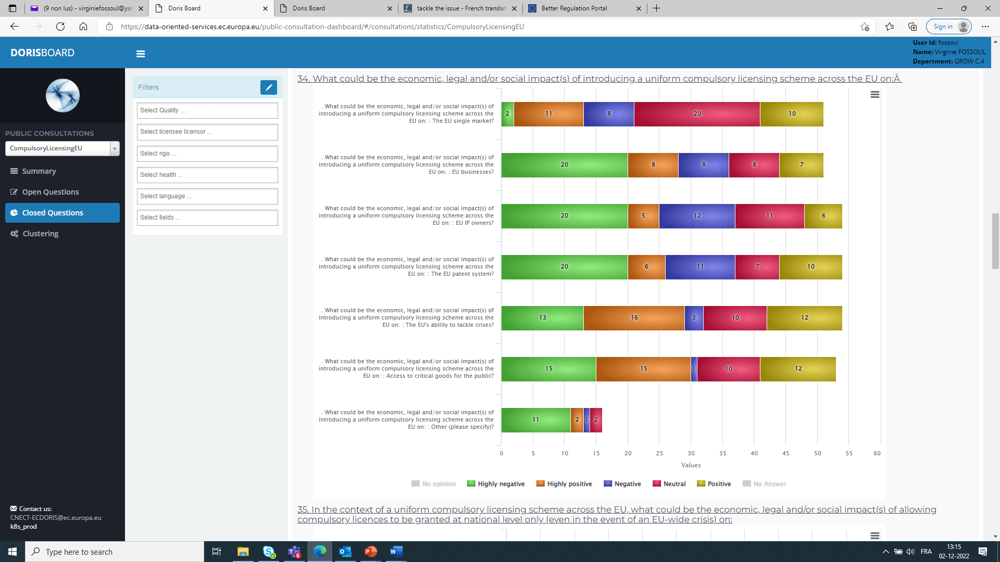 (9 non lus) - virginiefossoul@yah
Doris Board
Doris Board
tackle the issue - French translati
Better Regulation Portal
https://data-oriented-services.ec.europa.eu/public-consultation-dashboard/#/consultations/statistics/CompulsoryLicensingEU
Sign in
DORISBOARD
User Id: fossovi
Name: Virginie FOSSOUL
Department: GROW.C.4
PUBLIC CONSULTATIONS
CompulsoryLicensingEU
Summary
Open Questions
Closed Questions
Clustering
Contact us:
CNECT-ECDORIS@ec.europa.eu
k8s_prod
Filters
Select Quality ...
Select licensee licensor ...
Select ngo ...
Select health ...
Select language ...
Select fields ...
34. What could be the economic, legal and/or social impact(s) of introducing a uniform compulsory licensing scheme across the EU on:Â
. What could be the economic, legal and/or social impact(s) of
introducing a uniform compulsory licensing scheme across the
EU on: : The EU single market?
2 11 8 20 10
. What could be the economic, legal and/or social impact(s) of
introducing a uniform compulsory licensing scheme across the
EU on: : EU businesses?
20 8 8 8 7
. What could be the economic, legal and/or social impact(s) of
introducing a uniform compulsory licensing scheme across the
EU on: : EU IP owners?
20 5 12 11 6
. What could be the economic, legal and/or social impact(s) of
introducing a uniform compulsory licensing scheme across the
EU on: : The EU patent system?
20 6 11 7 10
. What could be the economic, legal and/or social impact(s) of
introducing a uniform compulsory licensing scheme across the
EU on: : The EU's ability to tackle crises?
13 16 3 10 12
. What could be the economic, legal and/or social impact(s) of
introducing a uniform compulsory licensing scheme across the
EU on: : Access to critical goods for the public?
15 15 1 10 12
. What could be the economic, legal and/or social impact(s) of
introducing a uniform compulsory licensing scheme across the
EU on: : Other (please specify)?
11 2 1 2
0 5 10 15 20 25 30 35 40 45 50 55 60
Values
No opinion Highly negative Highly positive Negative Neutral Positive No Answer
35. In the context of a uniform compulsory licensing scheme across the EU, what could be the economic, legal and/or social impact(s) of allowing
compulsory licences to be granted at national level only (even in the event of an EU-wide crisis) on:
Type here to search
6
FRA
13:15
02-12-2022